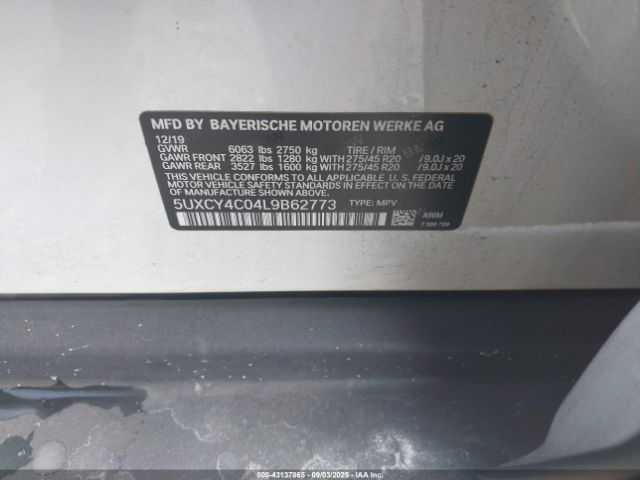 MFD BY BAYERISCHE MOTOREN WERKE AG
12/19
GVWR 6063 lbs 2750 kg TIRE / RIM
GAWR FRONT 2822 lbs 1280 kg WITH 275/45 R20 / 9.0J x 20
GAWR REAR 3527 lbs 1600 kg WITH 275/45 R20 / 9.0J x 20
THIS VEHICLE CONFORMS TO ALL APPLICABLE U.S. FEDERAL
MOTOR VEHICLE SAFETY STANDARDS IN EFFECT ON THE DATE OF
MANUFACTURE SHOWN ABOVE.
5UXCY4C04L9B62773 TYPE: MPV
A96M
000-43137865 - 09/03/2025 - © IAA Holdings, LLC